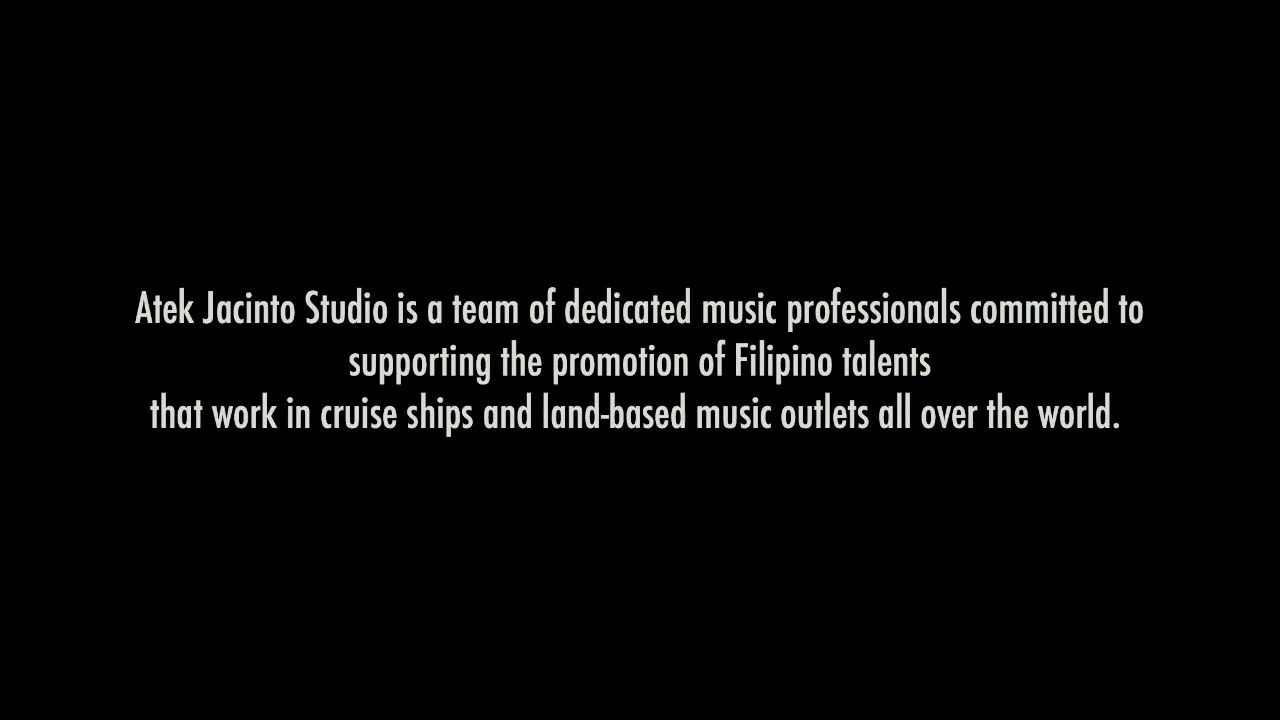 Atek Jacinto Studio is a team of dedicated music professionals committed to
supporting the promotion of Filipino talents
that work in cruise ships and land-based music outlets all over the world.